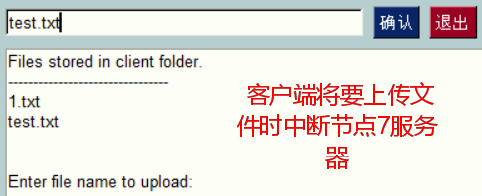 test.txt
确认
退出
Files stored in client folder.
--------------------------------
1.txt
test.txt
客户端将要上传文
件时中断节点7服务
器
Enter file name to upload: